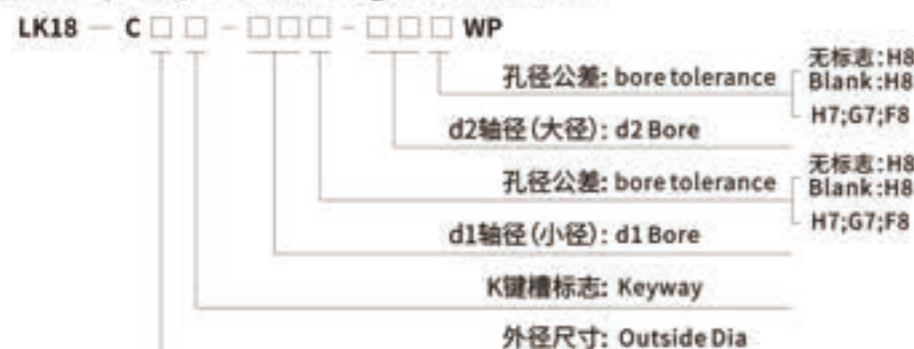 LK18 — C □ □ - □□□ - □□□ WP
孔径公差: bore tolerance
无标志:H8
Blank:H8
H7;G7;F8
d2轴径(大径): d2 Bore
孔径公差: bore tolerance
无标志:H8
Blank:H8
H7;G7;F8
d1轴径(小径): d1 Bore
K键槽标志: Keyway
外径尺寸: Outside Dia